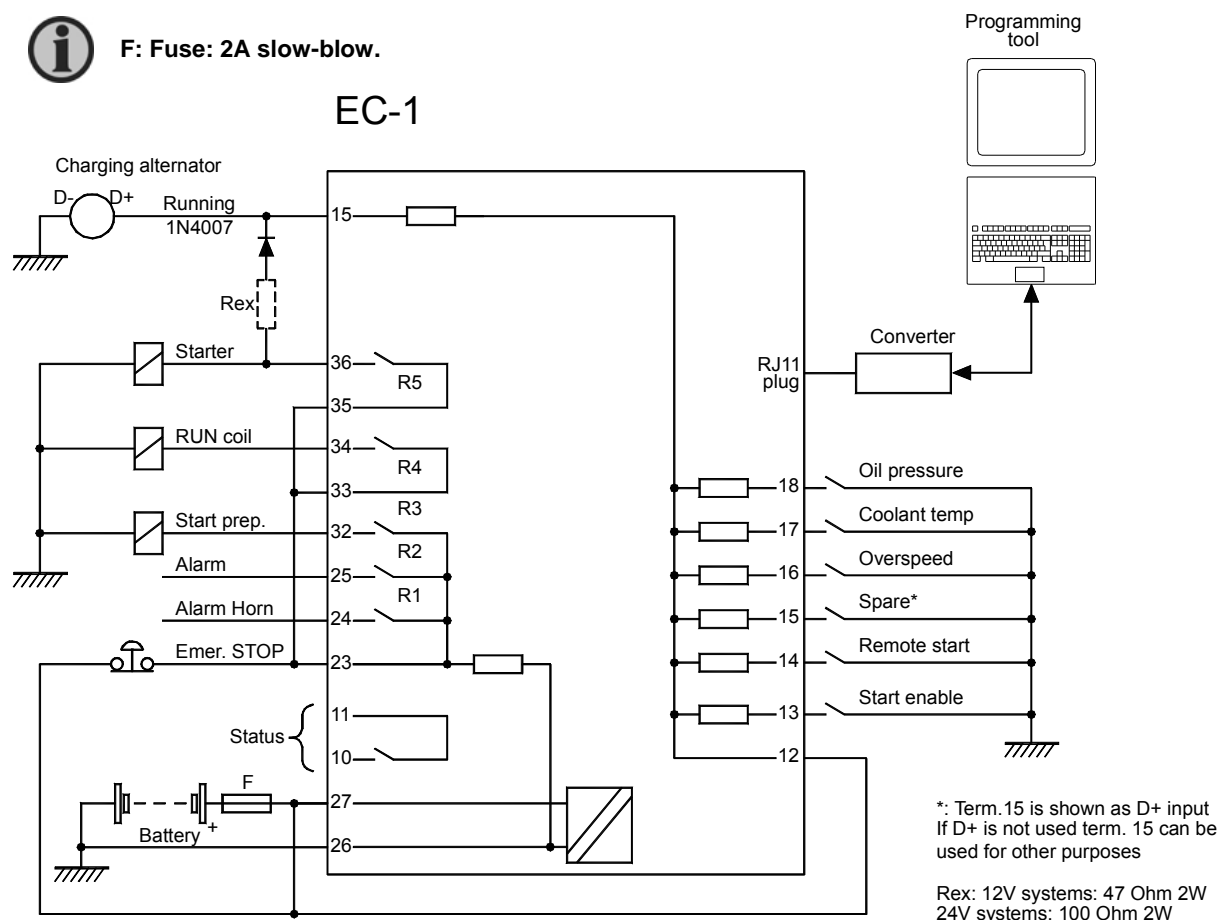 F: Fuse: 2A slow-blow.
EC-1
Programming
tool
Charging alternator
D-
D+
Running
1N4007
15
Rex
Starter
36
R5
35
RUN coil
34
R4
33
R3
Start prep.
32
R2
Alarm
25
R1
Alarm Horn
24
Emer. STOP
23
Status
11
10
F
27
Battery
+
26
RJ11
plug
Converter
18
Oil pressure
17
Coolant temp
16
Overspeed
15
Spare*
14
Remote start
13
Start enable
12
*: Term.15 is shown as D+ input
If D+ is not used term. 15 can be
used for other purposes
Rex: 12V systems: 47 Ohm 2W
24V systems: 100 Ohm 2W